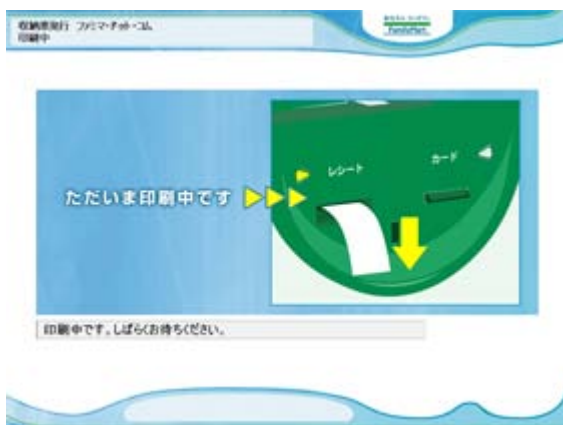 収納票発行 ファミマ・ドット・コム
印刷中
FamilyMart
レシート
カード
ただいま印刷中です
印刷中です。しばらくお待ちください。